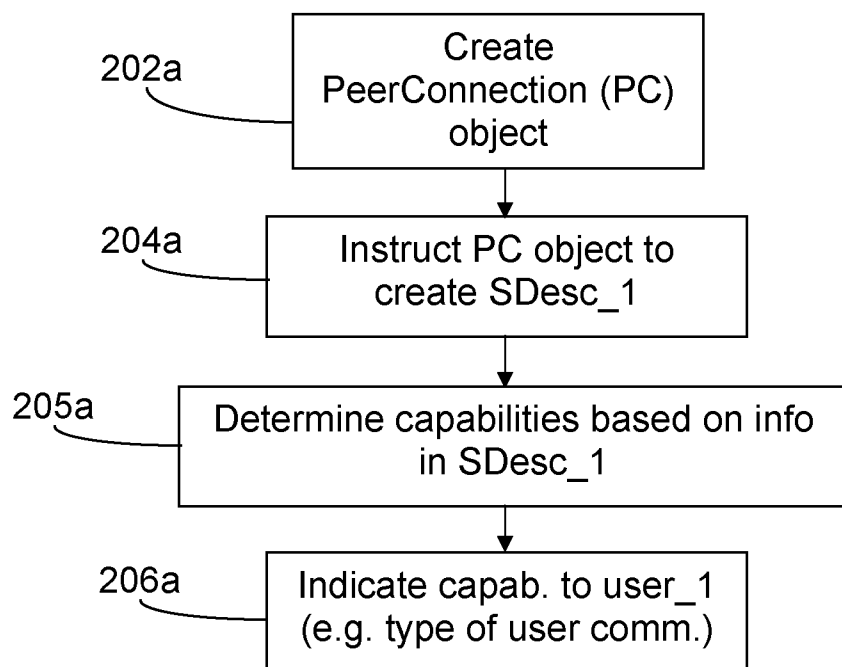 202a
Create
PeerConnection (PC)
object
204a
Instruct PC object to
create SDesc_1
205a
Determine capabilities based on info
in SDesc_1
206a
Indicate capab. to user_1
(e.g. type of user comm.)